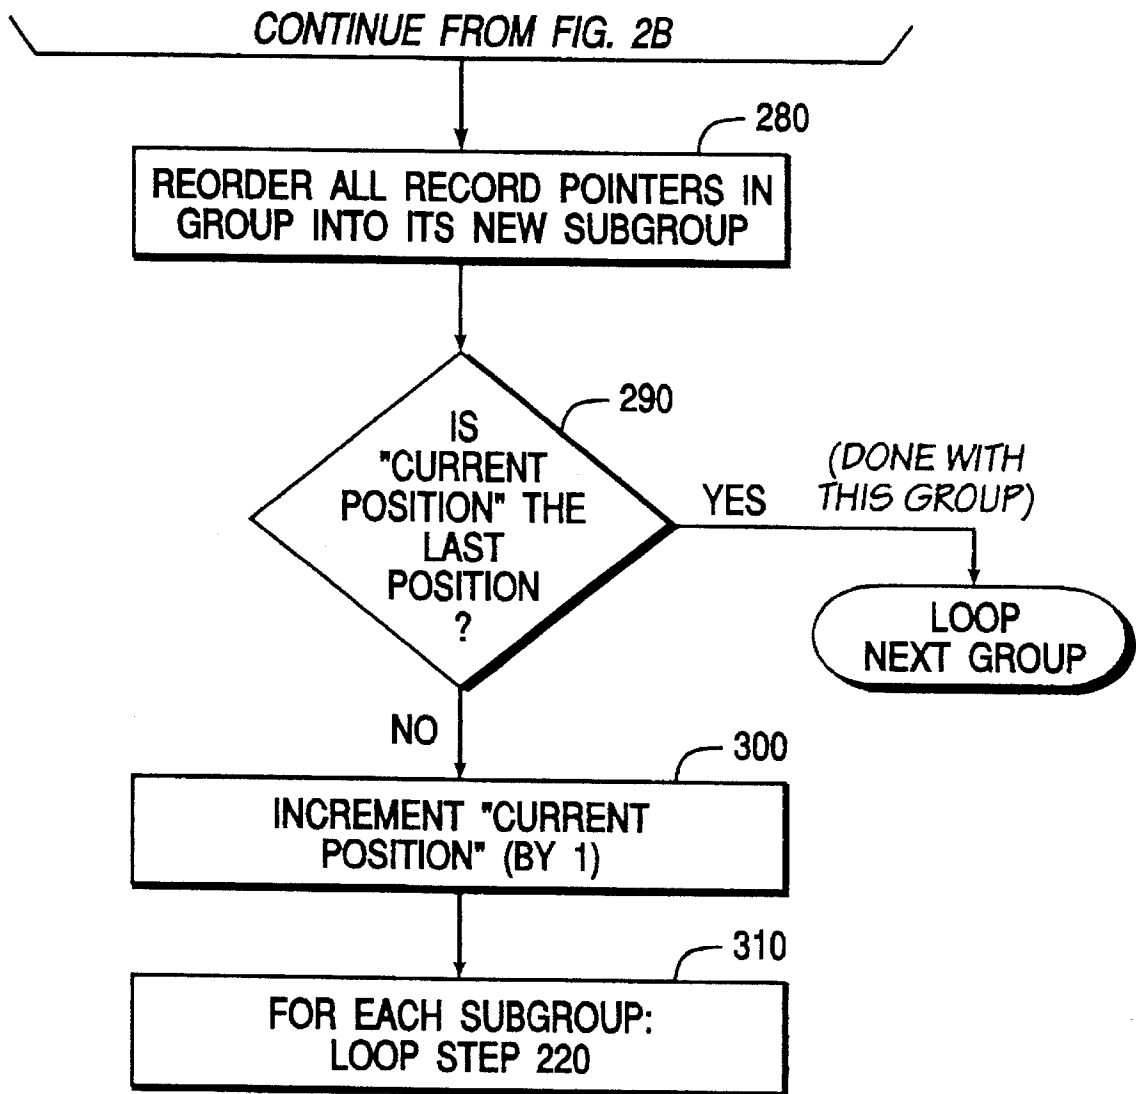 CONTINUE FROM FIG. 2B
280
REORDER ALL RECORD POINTERS IN
GROUP INTO ITS NEW SUBGROUP
290
IS
"CURRENT
POSITION" THE
LAST
POSITION
?
YES
(DONE WITH
THIS GROUP)
LOOP
NEXT GROUP
NO
300
INCREMENT "CURRENT
POSITION" (BY 1)
310
FOR EACH SUBGROUP:
LOOP STEP 220